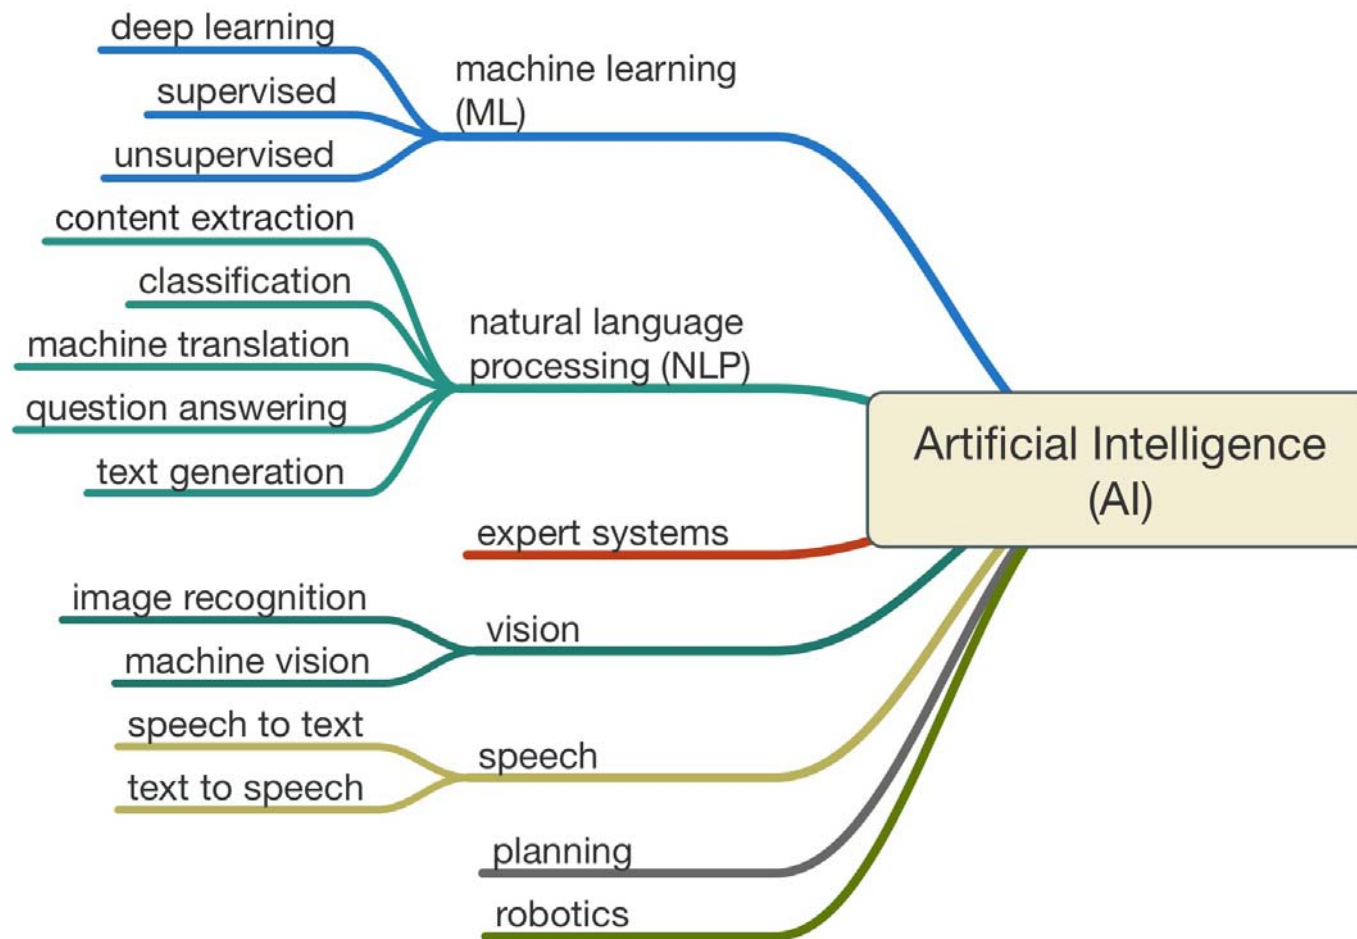 deep learning
supervised
unsupervised
machine learning
(ML)
content extraction
classification
machine translation
question answering
text generation
natural language
processing (NLP)
expert systems
image recognition
machine vision
vision
speech to text
text to speech
speech
planning
robotics
Artificial Intelligence
(AI)